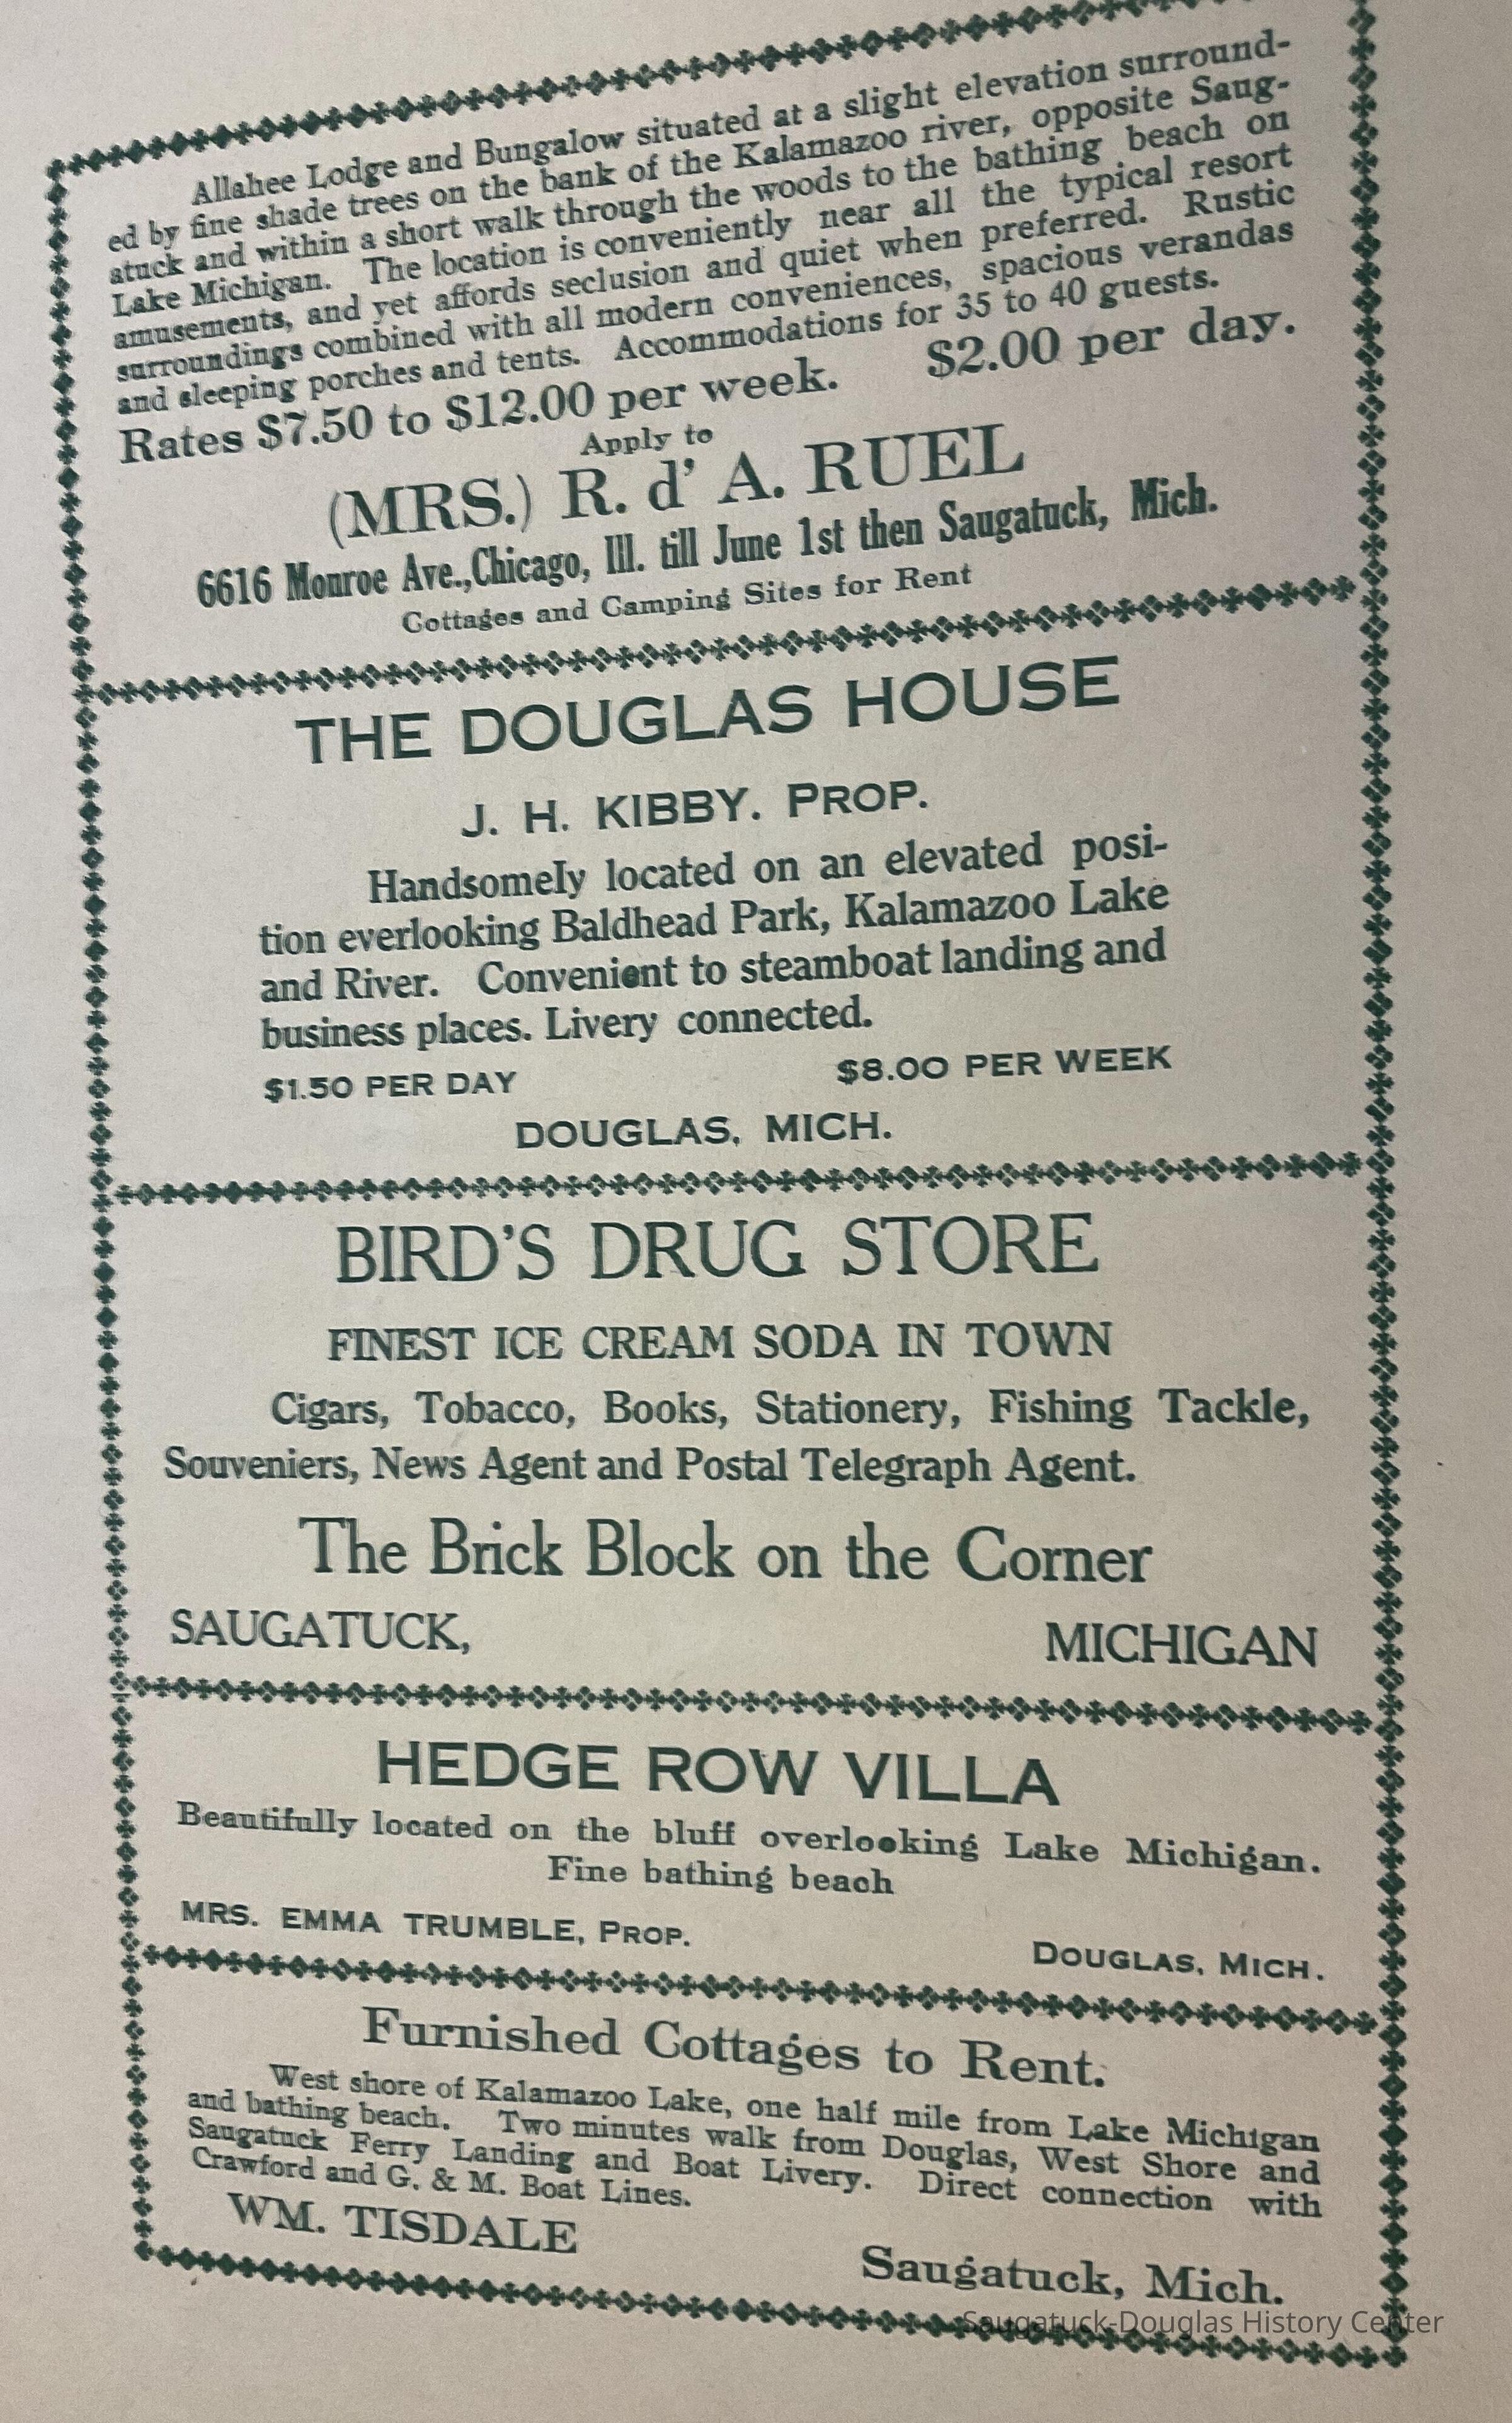 Allahee Lodge and Bungalow situated at a slight elevation surround-
ed by fine shade trees on the bank of the Kalamazoo river, opposite Saug-
atuck and within a short walk through the woods to the bathing beach on
Lake Michigan. The location is conveniently near all the typical resort
amusements, and yet affords seclusion and quiet when preferred. Rustic
surroundings combined with all modern conveniences, spacious verandas
and sleeping porches and tents. Accommodations for 35 to 40 guests.
Rates $7.50 to $12.00 per week. $2.00 per day.
Apply to
(MRS.) R. d' A. RUEL
6616 Monroe Ave., Chicago, Ill. till June 1st then Saugatuck, Mich.
Cottages and Camping Sites for Rent
THE DOUGLAS HOUSE
J. H. KIBBY. PROP.
Handsomely located on an elevated posi-
tion everlooking Baldhead Park, Kalamazoo Lake
and River. Convenient to steamboat landing and
business places. Livery connected.
$1.50 PER DAY $8.00 PER WEEK
DOUGLAS, MICH.
BIRD'S DRUG STORE
FINEST ICE CREAM SODA IN TOWN
Cigars, Tobacco, Books, Stationery, Fishing Tackle,
Souveniers, News Agent and Postal Telegraph Agent.
The Brick Block on the Corner
SAUGATUCK, MICHIGAN
HEDGE ROW VILLA
Beautifully located on the bluff overlooking Lake Michigan.
Fine bathing beach
MRS. EMMA TRUMBLE, PROP.
DOUGLAS, MICH.
Furnished Cottages to Rent.
West shore of Kalamazoo Lake, one half mile from Lake Michigan
and bathing beach. Two minutes walk from Douglas, West Shore and
Saugatuck Ferry Landing and Boat Livery. Direct connection with
Crawford and G. & M. Boat Lines.
WM. TISDALE
Saugatuck, Mich.
Saugatuck-Douglas History Center